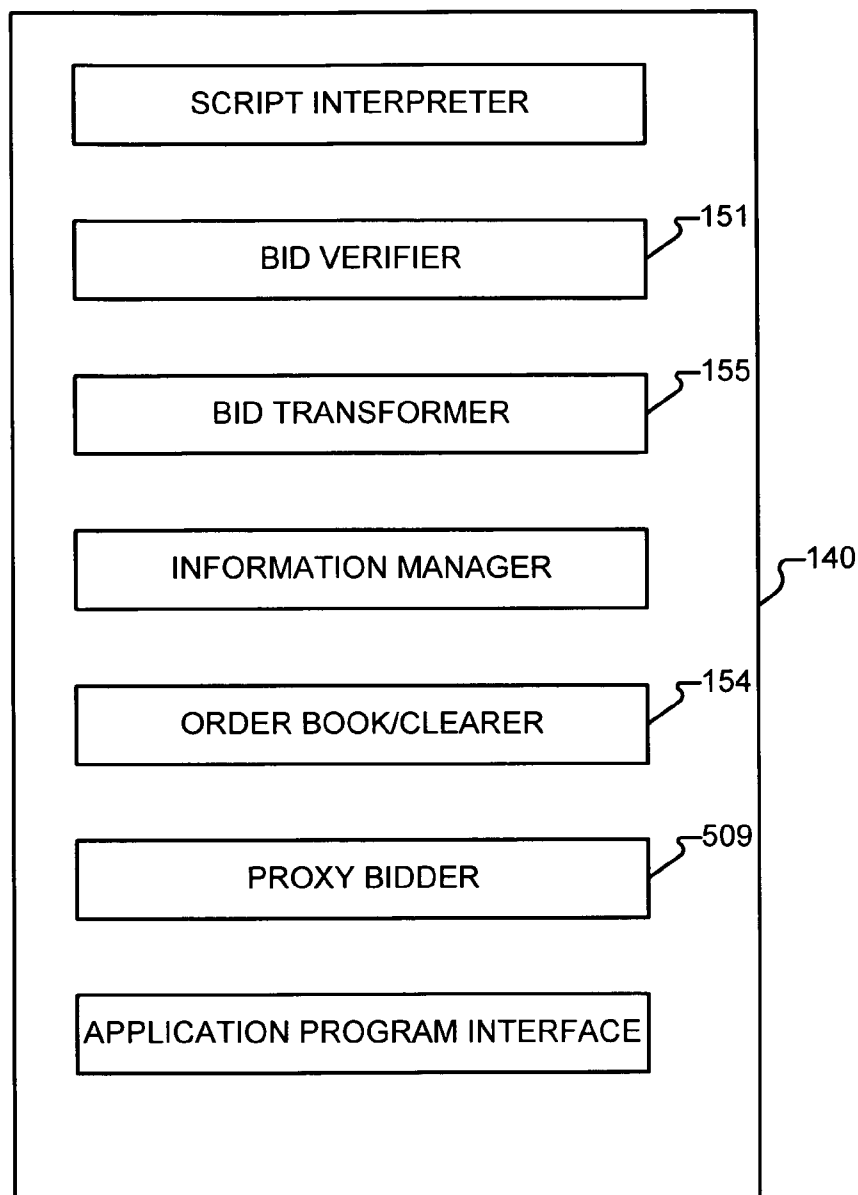 SCRIPT INTERPRETER
151
BID VERIFIER
155
BID TRANSFORMER
INFORMATION MANAGER
140
154
ORDER BOOK/CLEARER
509
PROXY BIDDER
APPLICATION PROGRAM INTERFACE